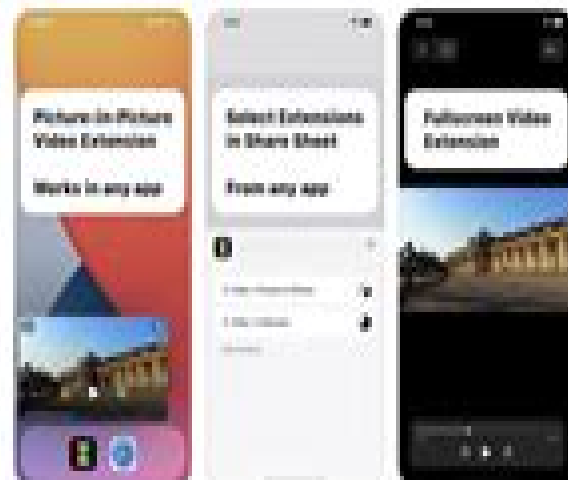 Picture in Picture
Video Extension
Works in any app
Select Extensions
in Share Sheet
From any app
Fullscreen Video
Extension